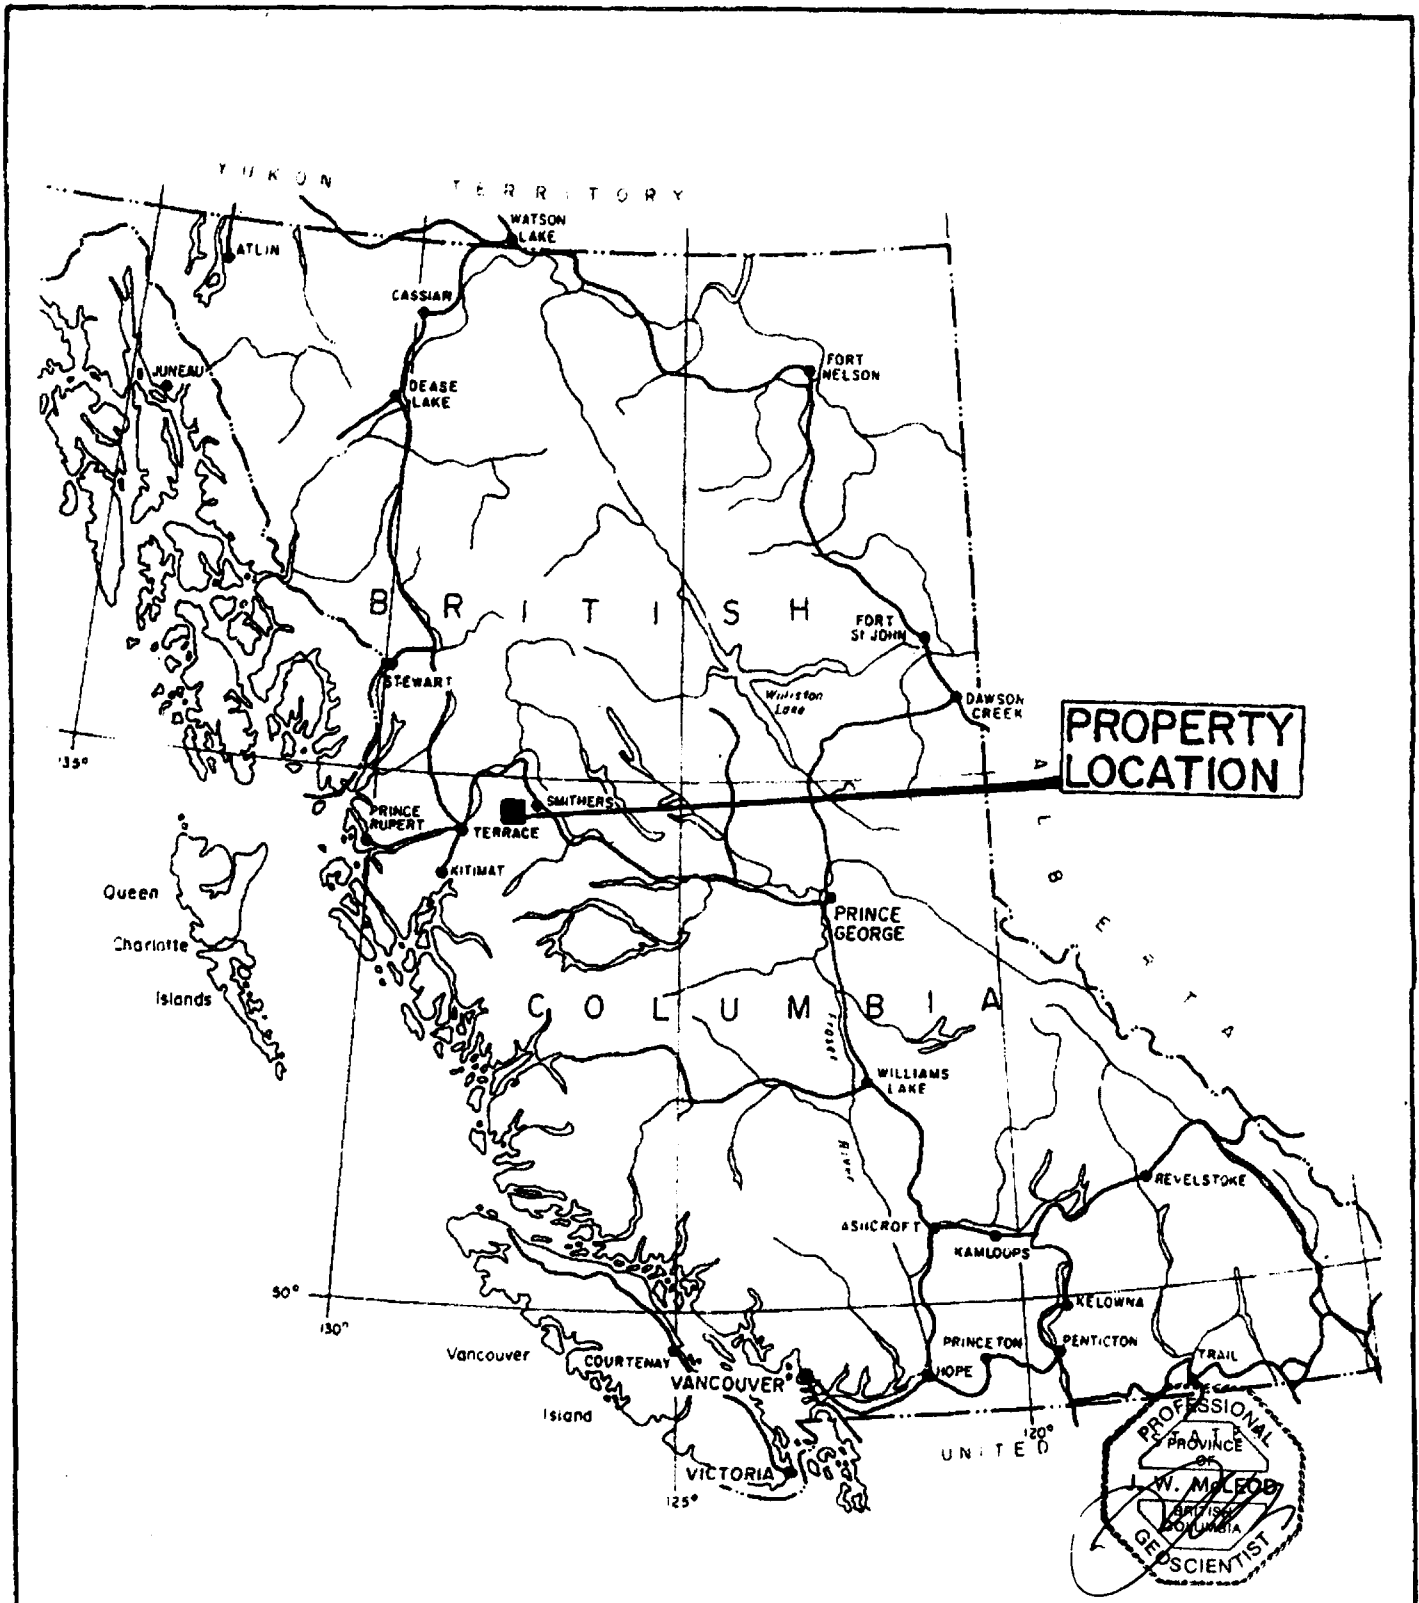 YUKON TERRITORY
WATSON
LAKE
ATLIN
CASSIAR
JUNEAU
DEASE
LAKE
FORT
NELSON
BRITISH
FORT
ST JOHN
STEWART
Williston
Lake
DAWSON
CREEK
PROPERTY
LOCATION
ALBERTA
135°
SMITHERS
PRINCE
RUPERT
TERRACE
KITIMAT
Queen
Charlotte
Islands
PRINCE
GEORGE
COLUMBIA
Fraser
River
WILLIAMS
LAKE
REVELSTOKE
ASHCROFT
KAMLOOPS
50°
130°
KELOWNA
Vancouver
Island
COURTENAY
PRINCETON
PENTICTON
TRAIL
VANCOUVER
HOPE
120°
UNITED
STATE
VICTORIA
125°
PROFESSIONAL
PROVINCE
OF
J. W. McLEOD
BRITISH
COLUMBIA
GEOSCIENTIST